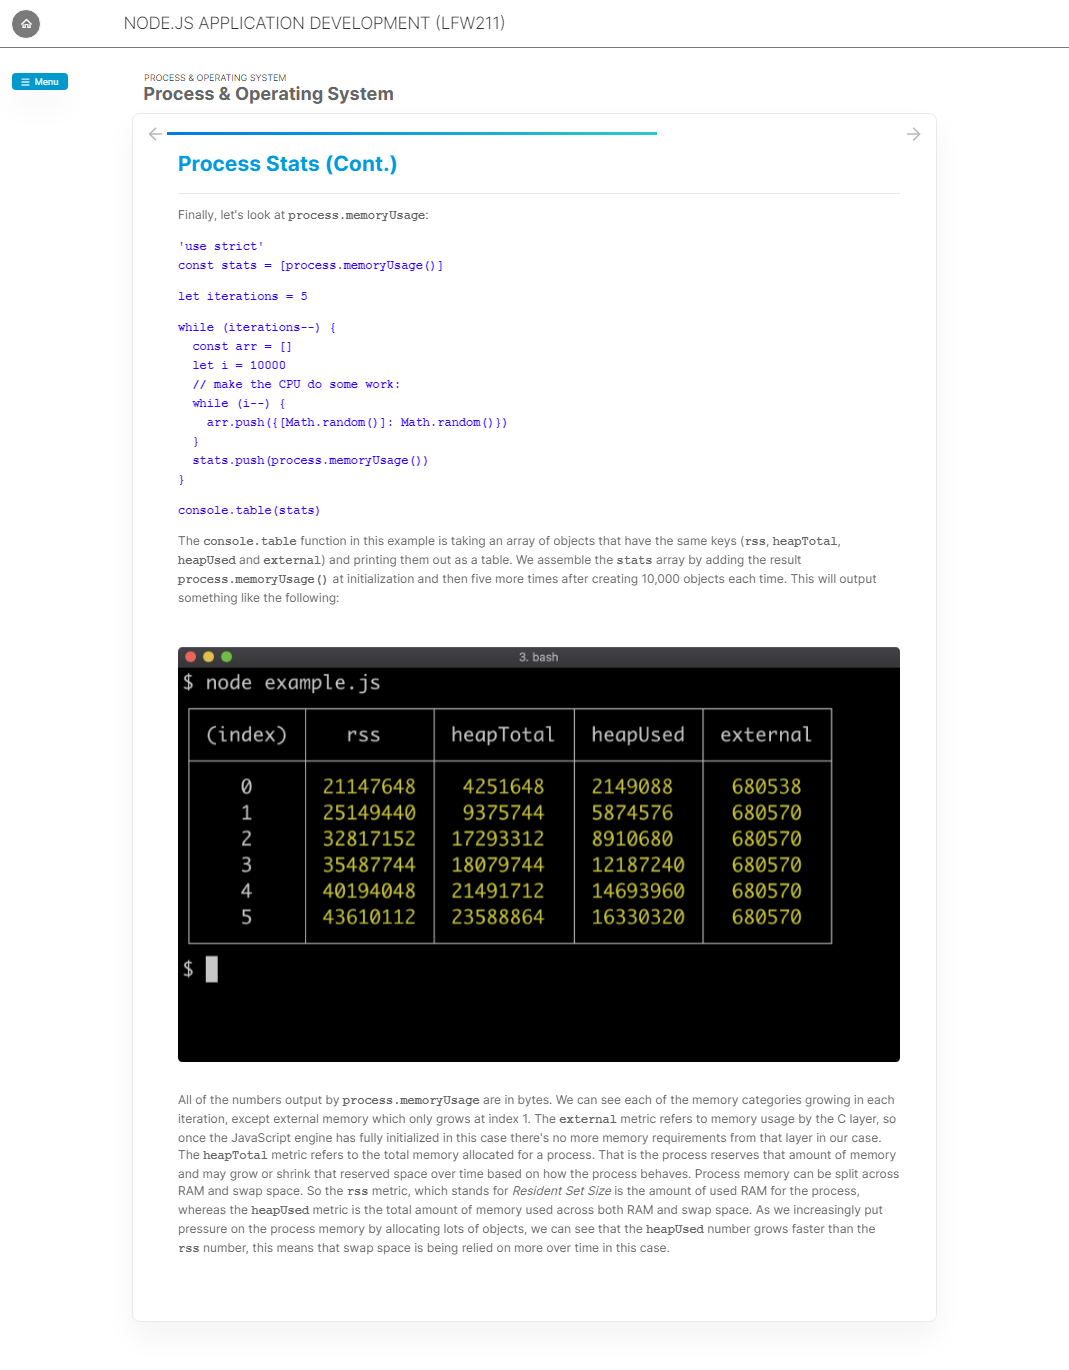 NODE.JS APPLICATION DEVELOPMENT (LFW211)
Menu
PROCESS & OPERATING SYSTEM
Process & Operating System
Process Stats (Cont.)
Finally, let's look at process.memoryUsage:
'use strict'
const stats = [process.memoryUsage()]
let iterations = 5
while (iterations--) {
  const arr = []
  let i = 10000
  // make the CPU do some work:
  while (i--) {
    arr.push({[Math.random()]: Math.random()})
  }
  stats.push(process.memoryUsage())
}
console.table(stats)
The console.table function in this example is taking an array of objects that have the same keys (rss, heapTotal,
heapUsed and external) and printing them out as a table. We assemble the stats array by adding the result
process.memoryUsage() at initialization and then five more times after creating 10,000 objects each time. This will output
something like the following:
3. bash
$ node example.js
(index) rss heapTotal heapUsed external
0 21147648 4251648 2149088 680538
1 25149440 9375744 5874576 680570
2 32817152 17293312 8910680 680570
3 35487744 18079744 12187240 680570
4 40194048 21491712 14693960 680570
5 43610112 23588864 16330320 680570
$
All of the numbers output by process.memoryUsage are in bytes. We can see each of the memory categories growing in each
iteration, except external memory which only grows at index 1. The external metric refers to memory usage by the C layer, so
once the JavaScript engine has fully initialized in this case there's no more memory requirements from that layer in our case.
The heapTotal metric refers to the total memory allocated for a process. That is the process reserves that amount of memory
and may grow or shrink that reserved space over time based on how the process behaves. Process memory can be split across
RAM and swap space. So the rss metric, which stands for Resident Set Size is the amount of used RAM for the process,
whereas the heapUsed metric is the total amount of memory used across both RAM and swap space. As we increasingly put
pressure on the process memory by allocating lots of objects, we can see that the heapUsed number grows faster than the
rss number, this means that swap space is being relied on more over time in this case.